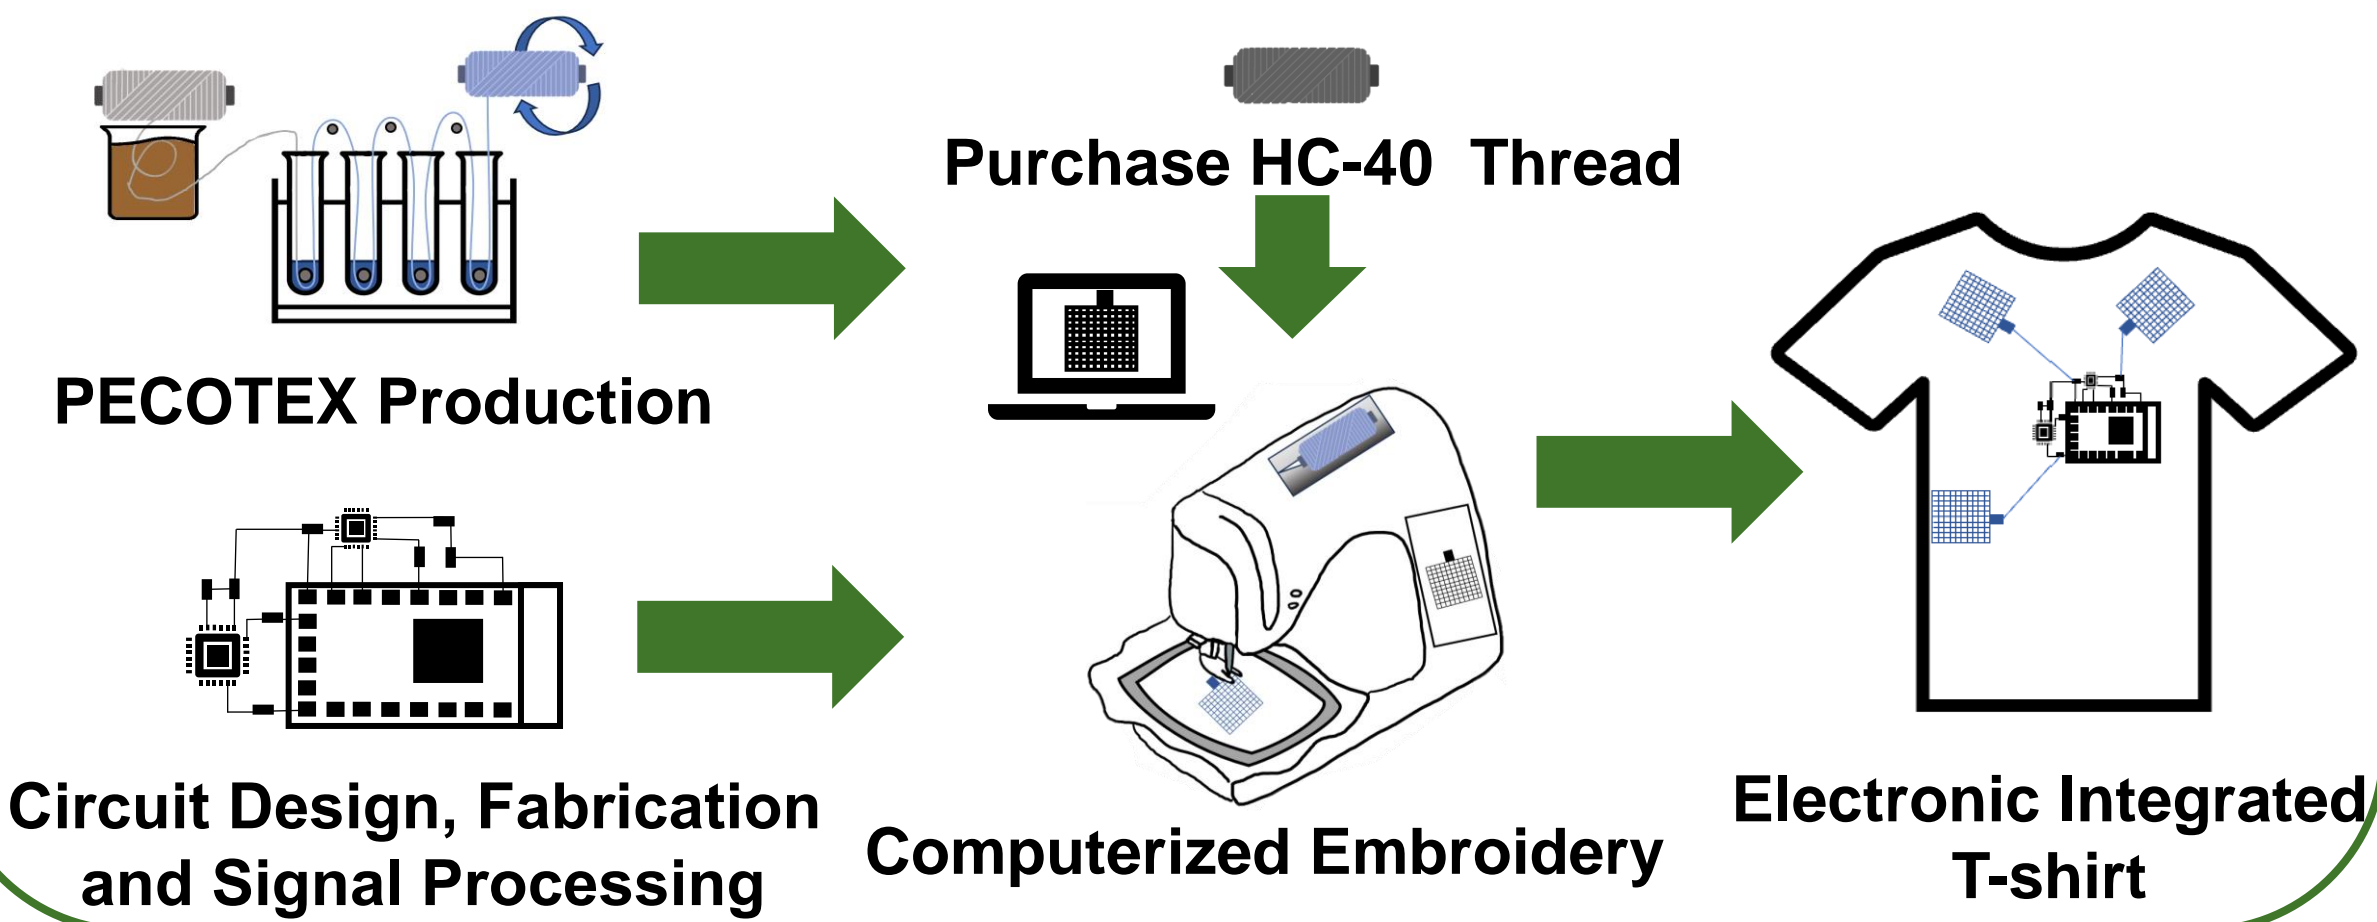 Purchase HC-40  Thread
PECOTEX Production
Circuit Design, Fabrication
and Signal Processing
Computerized Embroidery
Electronic Integrated
T-shirt